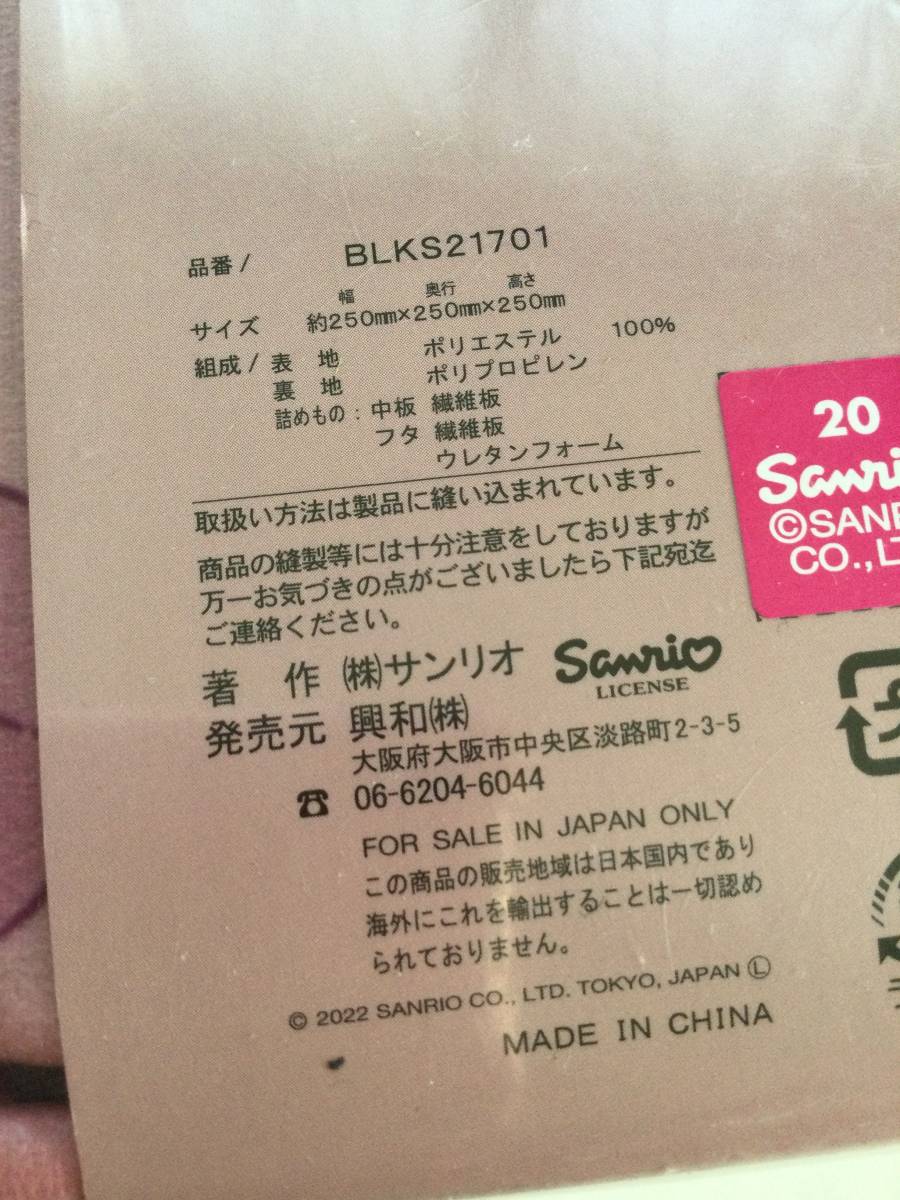 品番/ BLKS21701
幅 奥行 高さ
サイズ 約250mm×250mm×250mm
組成/ 表 地 ポリエステル 100%
裏 地 ポリプロピレン
詰めもの: 中板 繊維板
フタ 繊維板
ウレタンフォーム
取扱い方法は製品に縫い込まれています。
商品の縫製等には十分注意をしておりますが
万一お気づきの点がございましたら下記宛迄
ご連絡ください。
著 作 ㈱サンリオ
Sanrio
LICENSE
発売元 興和㈱
大阪府大阪市中央区淡路町2-3-5
☎ 06-6204-6044
FOR SALE IN JAPAN ONLY
この商品の販売地域は日本国内であり
海外にこれを輸出することは一切認め
られておりません。
© 2022 SANRIO CO., LTD. TOKYO, JAPAN Ⓛ
MADE IN CHINA
20
Sanri
©SAN
CO.,L